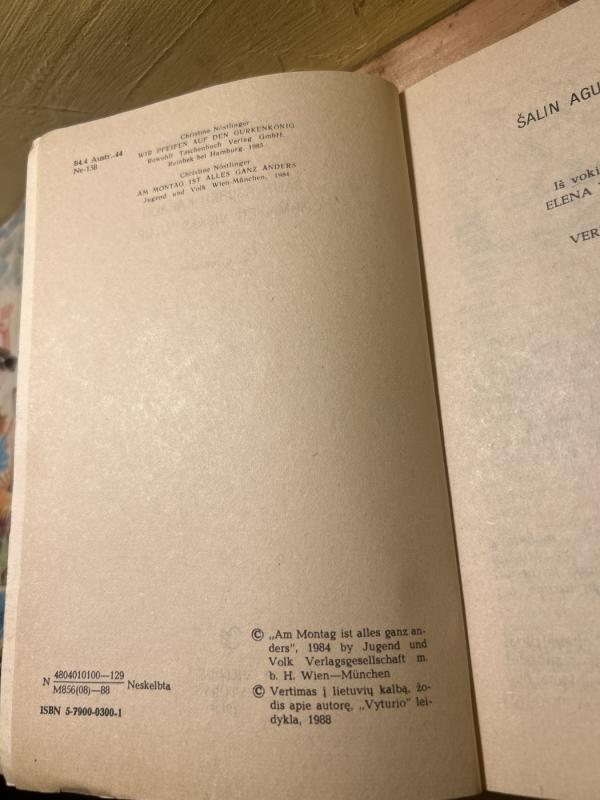 84.4 Austr.-44
Ne-158
Christine Nöstlinger
WIR PFEIFEN AUF DEN GURKENKÖNIG
Rowohlt Taschenbuch Verlag GmbH.
Reinbek bei Hamburg. 1983
Christine Nöstlinger
AM MONTAG IST ALLES GANZ ANDERS
Jugend und Volk Wien-München. 1984
N 4804010100—129
M856(08)—88 Neskelbta
ISBN 5-7900-0300-1
© „Am Montag ist alles ganz an-
ders", 1984 by Jugend und
Volk Verlagsgesellschaft m.
b. H. Wien—München
© Vertimas į lietuvių kalbą, žo-
dis apie autorę, „Vyturio" lei-
dykla, 1988
ŠALIN AGU
Iš voki
ELENA
VER